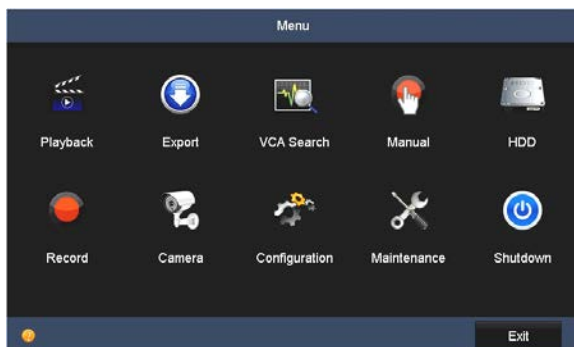 Menu
Playback Export VCA Search Manual HDD
Record Camera Configuration Maintenance Shutdown
Exit